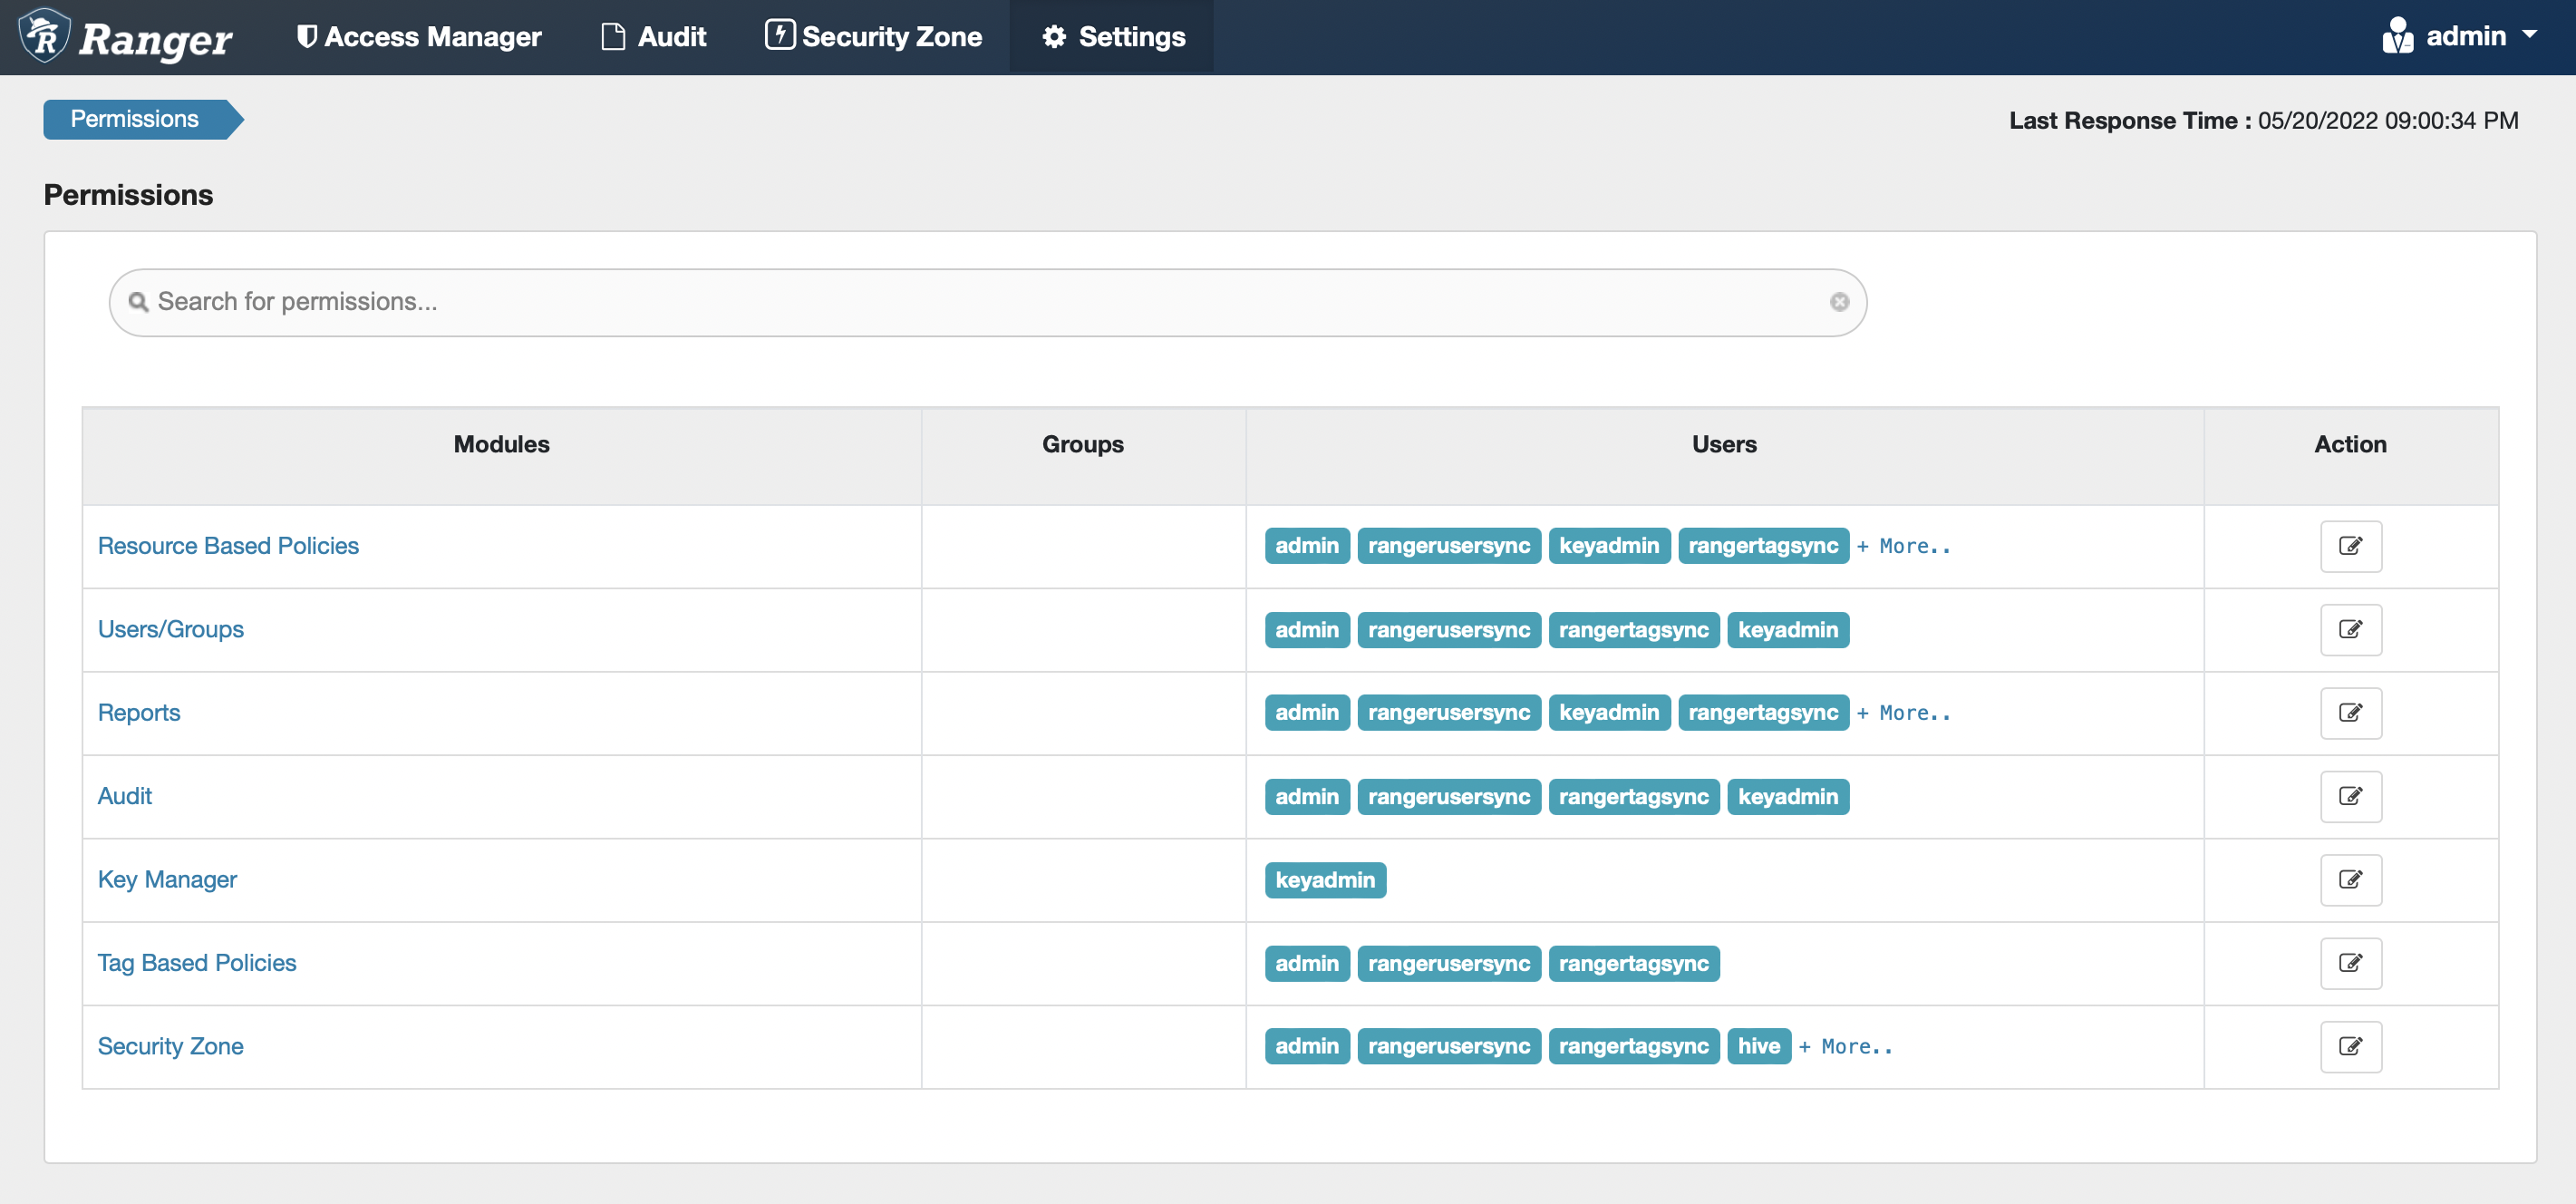 Ranger Access Manager Audit Security Zone Settings admin
Permissions Last Response Time : 05/20/2022 09:00:34 PM
Permissions
Search for permissions...
Modules Groups Users Action
Resource Based Policies admin rangerusersync keyadmin rangertagsync + More..
Users/Groups admin rangerusersync rangertagsync keyadmin
Reports admin rangerusersync keyadmin rangertagsync + More..
Audit admin rangerusersync rangertagsync keyadmin
Key Manager keyadmin
Tag Based Policies admin rangerusersync rangertagsync
Security Zone admin rangerusersync rangertagsync hive + More..